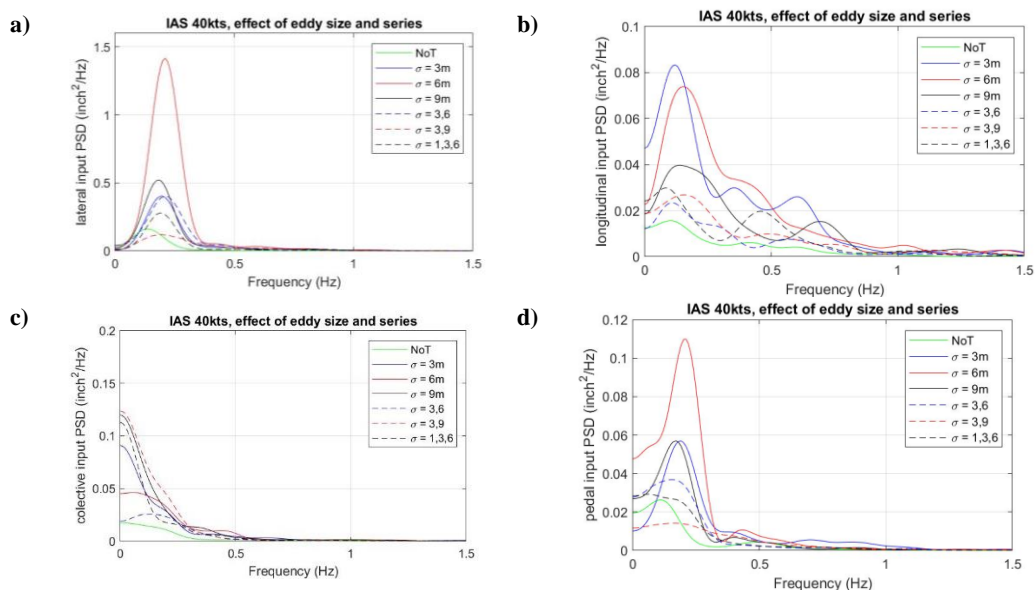 a)
IAS 40kts, effect of eddy size and series
lateral input PSD (inch²/Hz)
1.5
1
0.5
0
0 0.5 1 1.5
Frequency (Hz)
NoT
σ = 3m
σ = 6m
σ = 9m
σ = 3,6
σ = 3,9
σ = 1,3,6
b)
IAS 40kts, effect of eddy size and series
longitudinal input PSD (inch²/Hz)
0.1
0.08
0.06
0.04
0.02
0
0 0.5 1 1.5
Frequency (Hz)
NoT
σ = 3m
σ = 6m
σ = 9m
σ = 3,6
σ = 3,9
σ = 1,3,6
c)
IAS 40kts, effect of eddy size and series
colective input PSD (inch²/Hz)
0.2
0.15
0.1
0.05
0
0 0.5 1 1.5
Frequency (Hz)
NoT
σ = 3m
σ = 6m
σ = 9m
σ = 3,6
σ = 3,9
σ = 1,3,6
d)
IAS 40kts, effect of eddy size and series
pedal input PSD (inch²/Hz)
0.12
0.1
0.08
0.06
0.04
0.02
0
0 0.5 1 1.5
Frequency (Hz)
NoT
σ = 3m
σ = 6m
σ = 9m
σ = 3,6
σ = 3,9
σ = 1,3,6